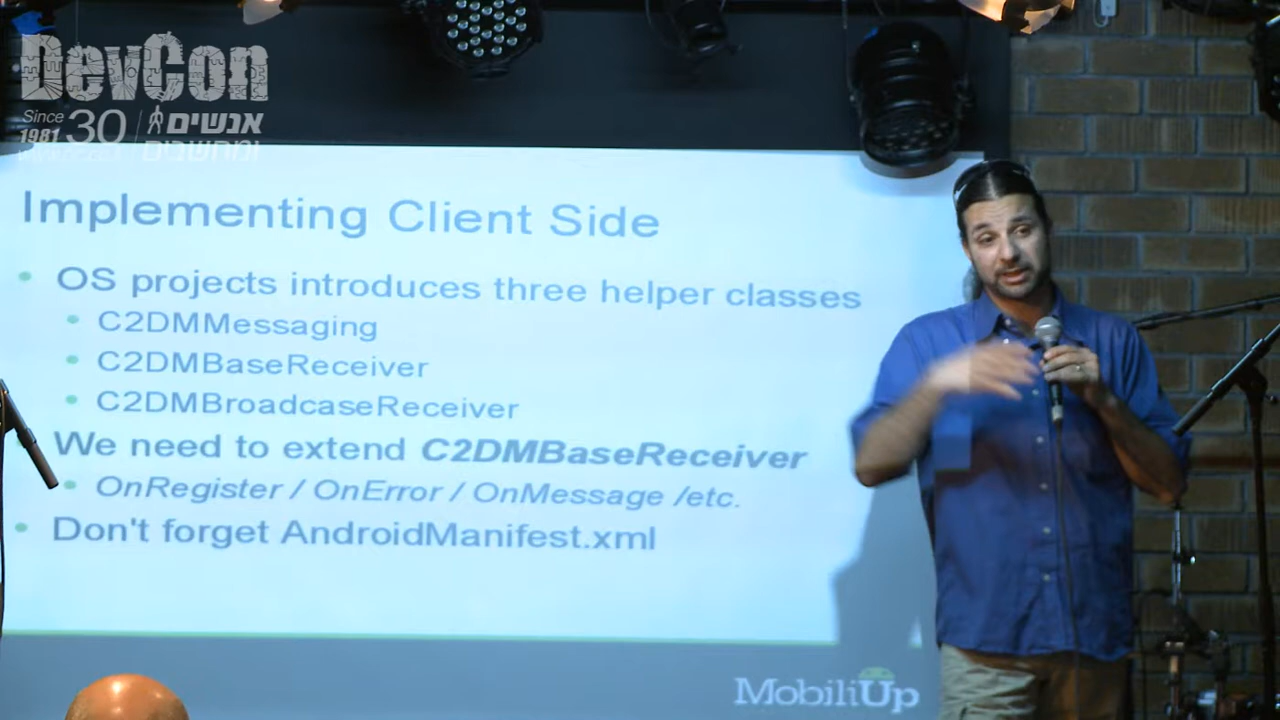 DevCon
Since
1981
30
אנשים
ומחשבים
Implementing Client Side
OS projects introduces three helper classes
C2DMMessaging
C2DMBaseReceiver
C2DMBroadcaseReceiver
We need to extend C2DMBaseReceiver
OnRegister / OnError / OnMessage /etc.
Don't forget AndroidManifest.xml
MobiliUp